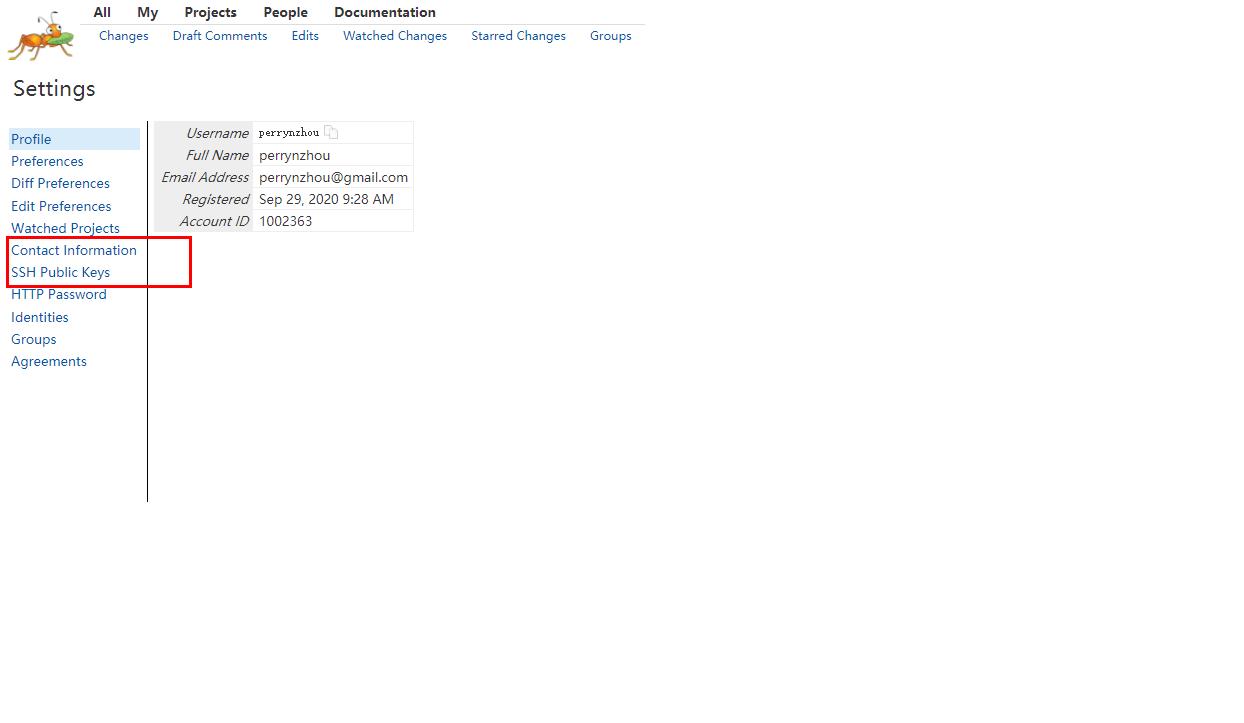 All My Projects People Documentation
Changes Draft Comments Edits Watched Changes Starred Changes Groups
Settings
Profile
Preferences
Diff Preferences
Edit Preferences
Watched Projects
Contact Information
SSH Public Keys
HTTP Password
Identities
Groups
Agreements
Username perrynzhou
Full Name perrynzhou
Email Address perrynzhou@gmail.com
Registered Sep 29, 2020 9:28 AM
Account ID 1002363